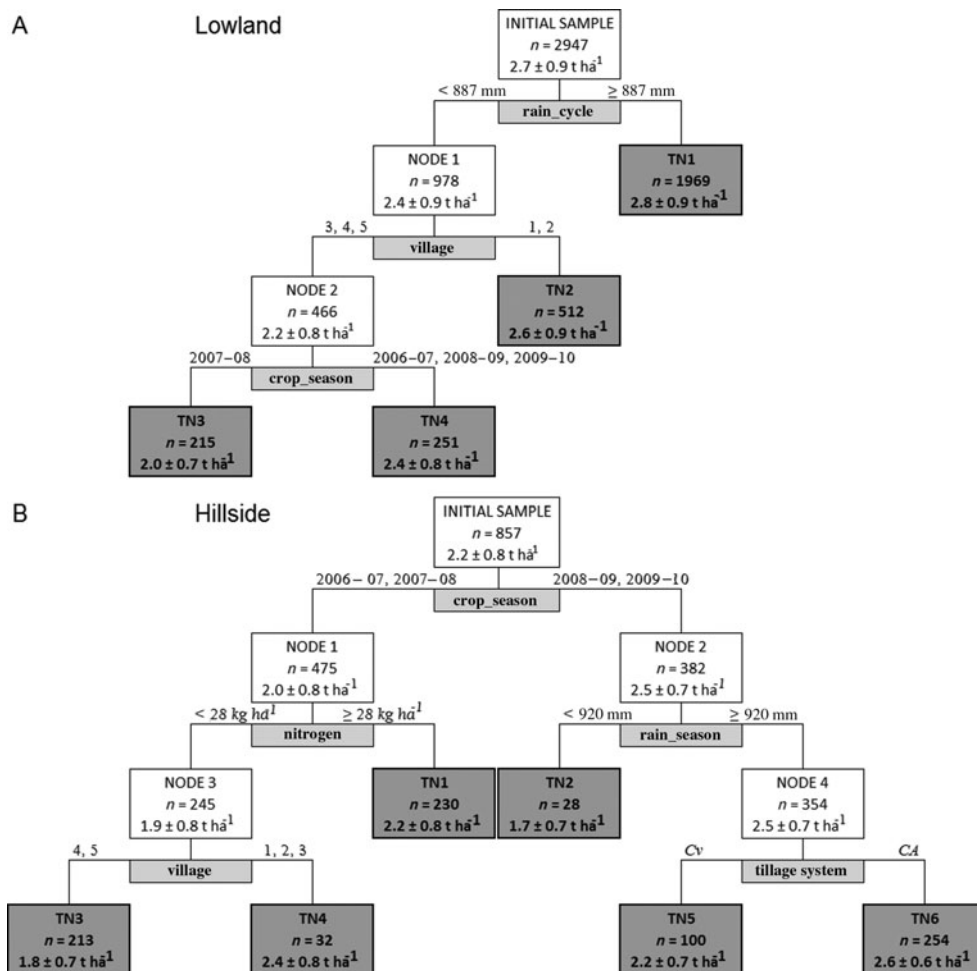 A Lowland
INITIAL SAMPLE
n = 2947
2.7 ± 0.9 t ha⁻¹
< 887 mm ≥ 887 mm
rain_cycle
NODE 1
n = 978
2.4 ± 0.9 t ha⁻¹
TN1
n = 1969
2.8 ± 0.9 t ha⁻¹
3, 4, 5 1, 2
village
NODE 2
n = 466
2.2 ± 0.8 t ha⁻¹
TN2
n = 512
2.6 ± 0.9 t ha⁻¹
2007–08 2006–07, 2008–09, 2009–10
crop_season
TN3
n = 215
2.0 ± 0.7 t ha⁻¹
TN4
n = 251
2.4 ± 0.8 t ha⁻¹
B Hillside
INITIAL SAMPLE
n = 857
2.2 ± 0.8 t ha⁻¹
2006–07, 2007–08 2008–09, 2009–10
crop_season
NODE 1
n = 475
2.0 ± 0.8 t ha⁻¹
NODE 2
n = 382
2.5 ± 0.7 t ha⁻¹
< 28 kg ha⁻¹ ≥ 28 kg ha⁻¹
nitrogen
< 920 mm ≥ 920 mm
rain_season
NODE 3
n = 245
1.9 ± 0.8 t ha⁻¹
TN1
n = 230
2.2 ± 0.8 t ha⁻¹
TN2
n = 28
1.7 ± 0.7 t ha⁻¹
NODE 4
n = 354
2.5 ± 0.7 t ha⁻¹
4, 5 1, 2, 3
village
Cv CA
tillage system
TN3
n = 213
1.8 ± 0.7 t ha⁻¹
TN4
n = 32
2.4 ± 0.8 t ha⁻¹
TN5
n = 100
2.2 ± 0.7 t ha⁻¹
TN6
n = 254
2.6 ± 0.6 t ha⁻¹